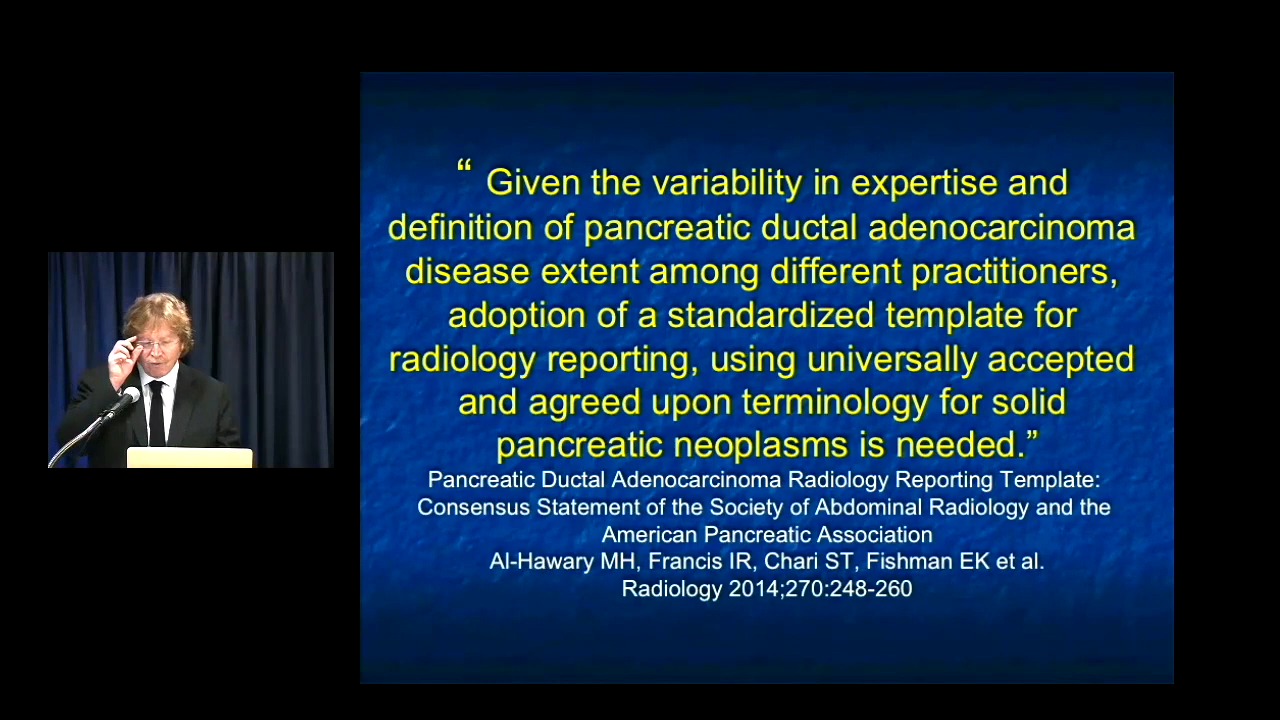 “ Given the variability in expertise and
definition of pancreatic ductal adenocarcinoma
disease extent among different practitioners,
adoption of a standardized template for
radiology reporting, using universally accepted
and agreed upon terminology for solid
pancreatic neoplasms is needed.”
Pancreatic Ductal Adenocarcinoma Radiology Reporting Template:
Consensus Statement of the Society of Abdominal Radiology and the
American Pancreatic Association
Al-Hawary MH, Francis IR, Chari ST, Fishman EK et al.
Radiology 2014;270:248-260